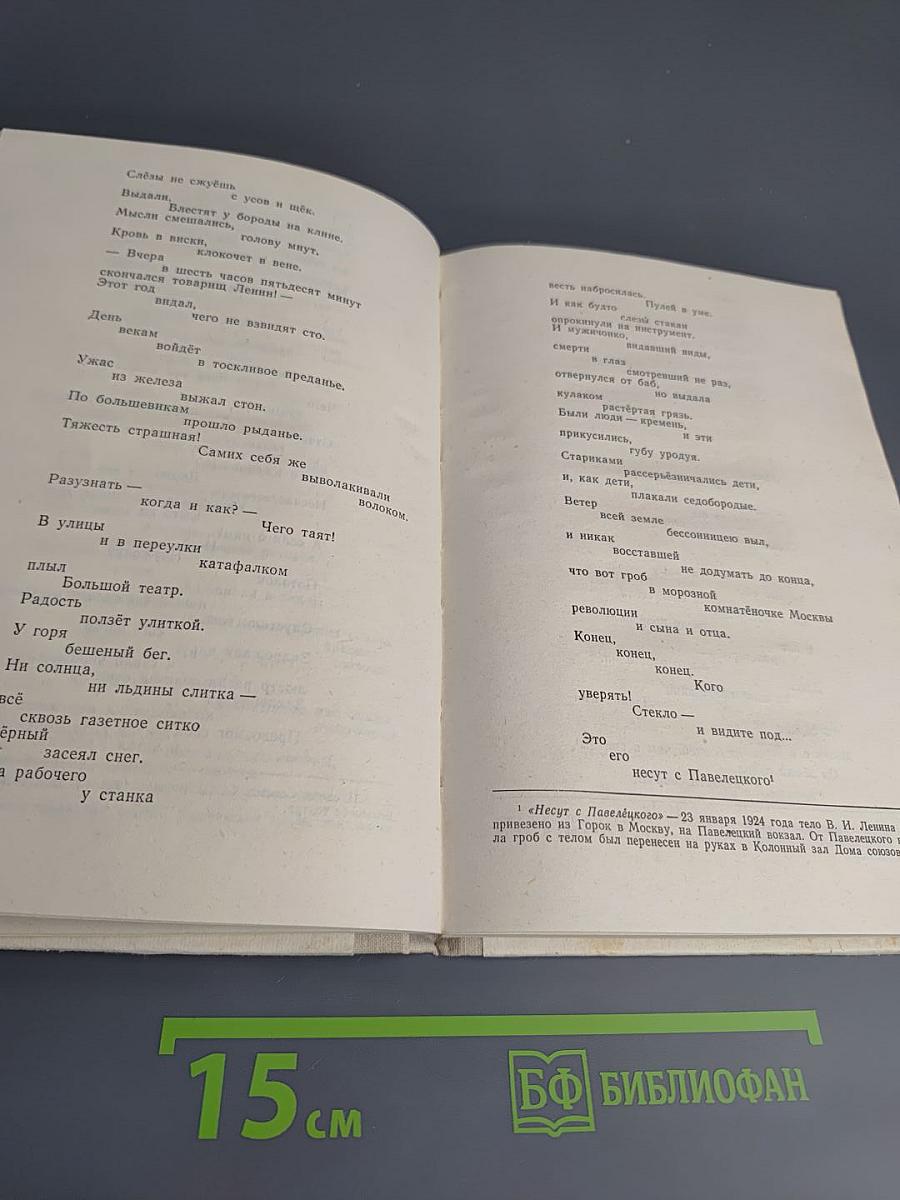 Слёзы не сжуёшь
с усов и щёк.
Выдали,
Блестят у бороды на клине.
Мысли смешались,
голову мнут.
Кровь в виски,
клокочет в вене.
— Вчера
в шесть часов пятьдесят минут
скончался товарищ Ленин! —
Этот год
видал,
чего не взвидят сто.
День
векам
войдёт
в тоскливое преданье.
Ужас
из железа
выжал стон.
По большевикам
прошло рыданье.
Тяжесть страшная!
Самих себя же
выволакивали
волоком.
Разузнать —
когда и как? —
Чего таят!
В улицы
и в переулки
катафалком
плыл
Большой театр.
Радость
ползёт улиткой.
У горя
бешеный бег.
Ни солнца,
ни льдины слитка —
всё
сквозь газетное ситко
ёрный
засеял снег.
а рабочего
у станка
весть набросилась.
Пулей в уме.
И как будто
слезы́ стакан
опрокинули на инструмент.
И мужичонко,
видавший виды,
смерти
в глаз
смотревший не раз,
отвернулся от баб,
но выдала
кулаком
растёртая грязь.
Были люди — кремень,
и эти
прикусились,
губу уродуя.
Стариками
рассерьёзничались дети,
и, как дети,
плакали седобородые.
Ветер
всей земле
бессонницею выл,
и никак
восставшей
не додумать до конца,
что вот гроб
в морозной
комнатёночке Москвы
революции
и сына и отца.
Конец,
конец,
конец.
Кого
уверять!
Стекло —
и видите под...
Это
его
несут с Павелецкого¹
¹ «Несут с Павеле́цкого» — 23 января 1924 года тело В. И. Ленина
привезено из Горок в Москву, на Павелецкий вокзал. От Павелецкого
ла гроб с телом был перенесен на руках в Колонный зал Дома союзов
15 см
БФ БИБЛИОФАН